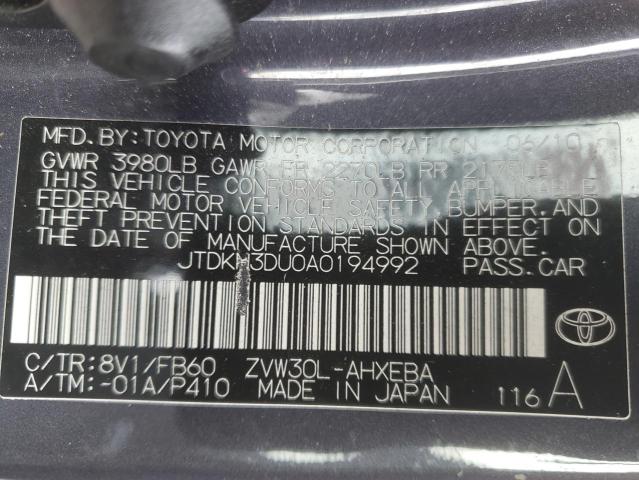 MFD. BY: TOYOTA MOTOR CORPORATION 06/10
GVWR 3980LB GAWR FR 2270LB RR
THIS VEHICLE CONFORMS TO ALL APPLICABLE
FEDERAL MOTOR VEHICLE SAFETY, BUMPER, AND
THEFT PREVENTION STANDARDS IN EFFECT ON
THE DATE OF MANUFACTURE SHOWN ABOVE.
JTDKN3DU0A0194992 PASS. CAR
C/TR: 8V1/FB60 ZVW30L-AHXEBA
A/TM: -01A/P410 MADE IN JAPAN 116 A